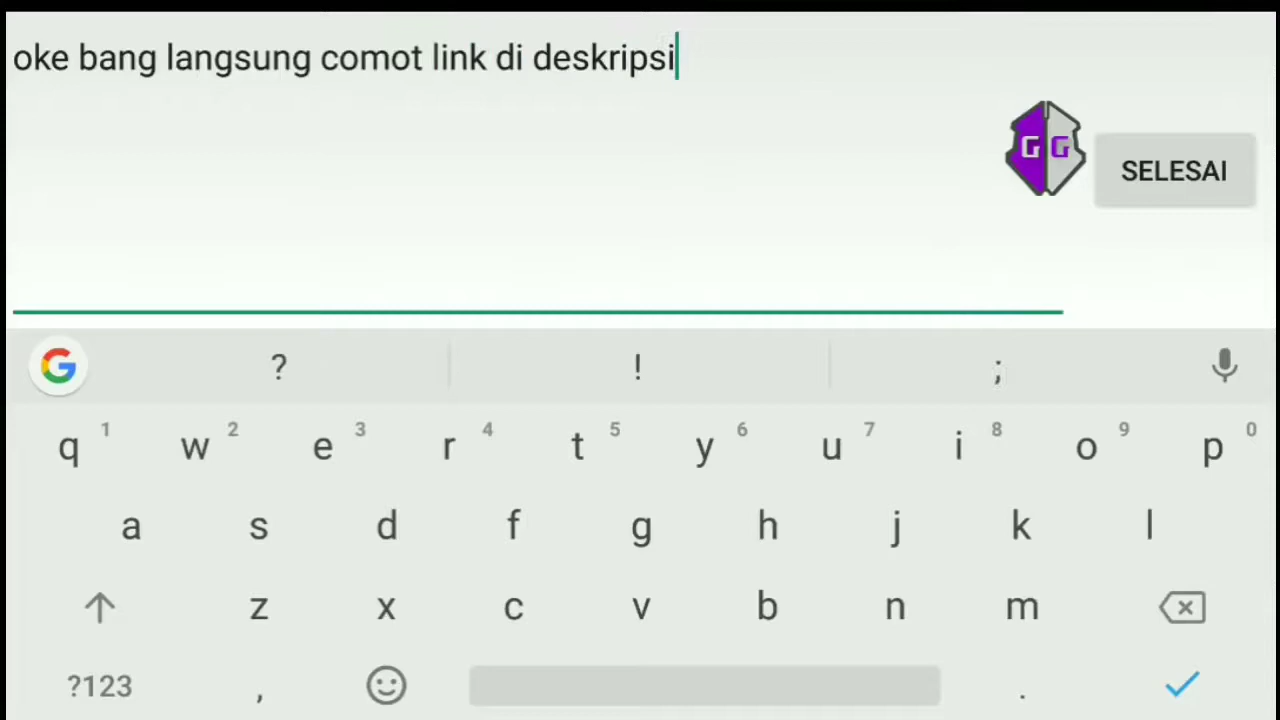 oke bang langsung comot link di deskripsi
G G
SELESAI
G ? ! ;
q 1 w 2 e 3 r 4 t 5 y 6 u 7 i 8 o 9 p 0
a s d f g h j k l
z x c v b n m
?123 , .